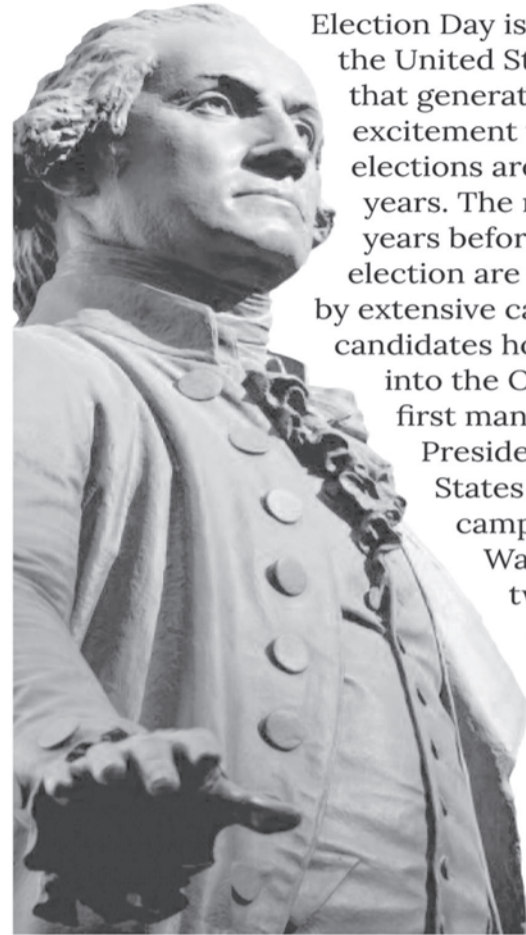 Election Day is
the United St
that generat
excitement
elections are
years. The
years befor
election are
by extensive ca
candidates ho
into the O
first man
Preside
States
camp
Wa
tv